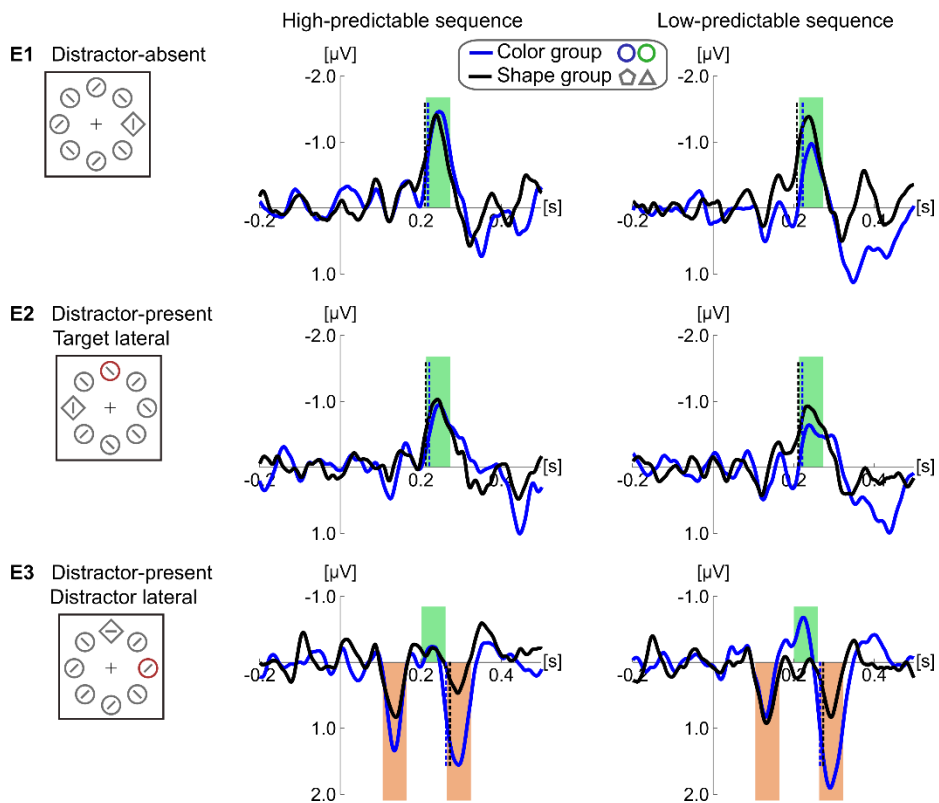 High-predictable sequence
Low-predictable sequence
E1 Distractor-absent
[µV]
Color group
Shape group
[µV]
-2.0
-2.0
-1.0
-1.0
-0.2
0.2
[s]
-0.2
0.2
0.4
[s]
1.0
1.0
E2 Distractor-present
Target lateral
[µV]
[µV]
-2.0
-2.0
-1.0
-1.0
-0.2
0.2
[s]
-0.2
0.2
0.4
[s]
1.0
1.0
E3 Distractor-present
Distractor lateral
[µV]
[µV]
-1.0
-1.0
-0.2
0.2
0.4
[s]
-0.2
0.2
0.4
[s]
1.0
1.0
2.0
2.0